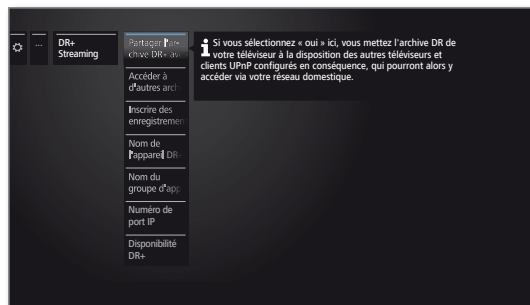 ...
DR+
Streaming
Partager l'ar-
chive DR+ av
Accéder à
d'autres arch
Inscrire des
enregistremen
Nom de
l'appareil DR-
Nom du
groupe d'app
Numéro de
port IP
Disponibilité
DR+
Si vous sélectionnez « oui » ici, vous mettez l'archive DR de
votre téléviseur à la disposition des autres téléviseurs et
clients UPnP configurés en conséquence, qui pourront alors y
accéder via votre réseau domestique.